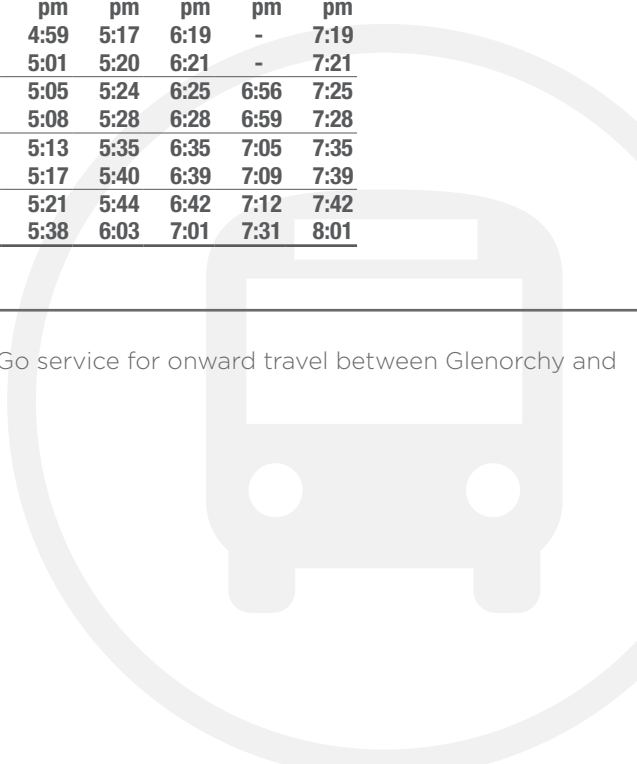 pm pm pm pm pm
4:59 5:17 6:19 - 7:19
5:01 5:20 6:21 - 7:21
5:05 5:24 6:25 6:56 7:25
5:08 5:28 6:28 6:59 7:28
5:13 5:35 6:35 7:05 7:35
5:17 5:40 6:39 7:09 7:39
5:21 5:44 6:42 7:12 7:42
5:38 6:03 7:01 7:31 8:01
Go service for onward travel between Glenorchy and